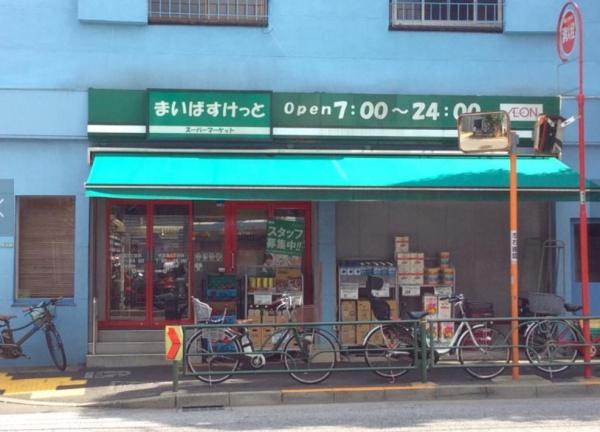 まいばすけっと
スーパーマーケット
Open 7:00～24:00
ÆON
スタッフ
募集中!!